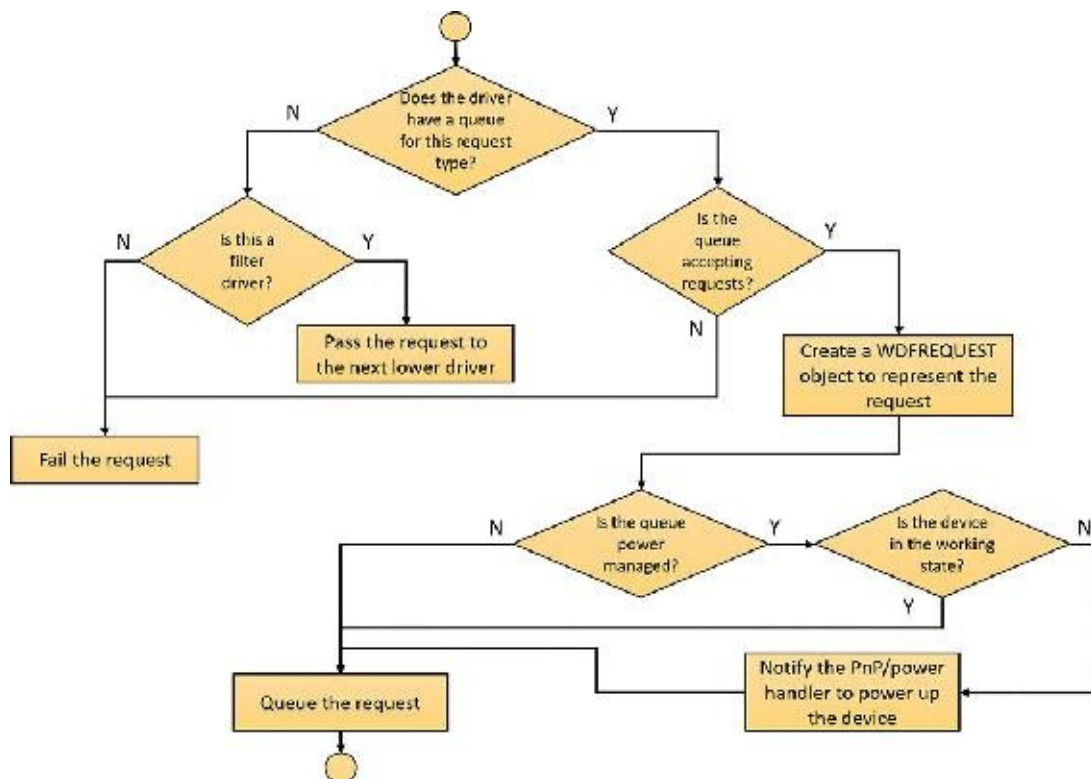 Does the driver
have a queue
for this request
type?
N
Y
Is this a
filter
driver?
N
Y
Is the
queue
accepting
requests?
Y
N
Pass the request to
the next lower driver
Create a WDFREQUEST
object to represent the
request
Fail the request
Is the queue
power
managed?
N
Y
Is the device
in the working
state?
N
Y
Notify the PnP/power
handler to power up
the device
Queue the request